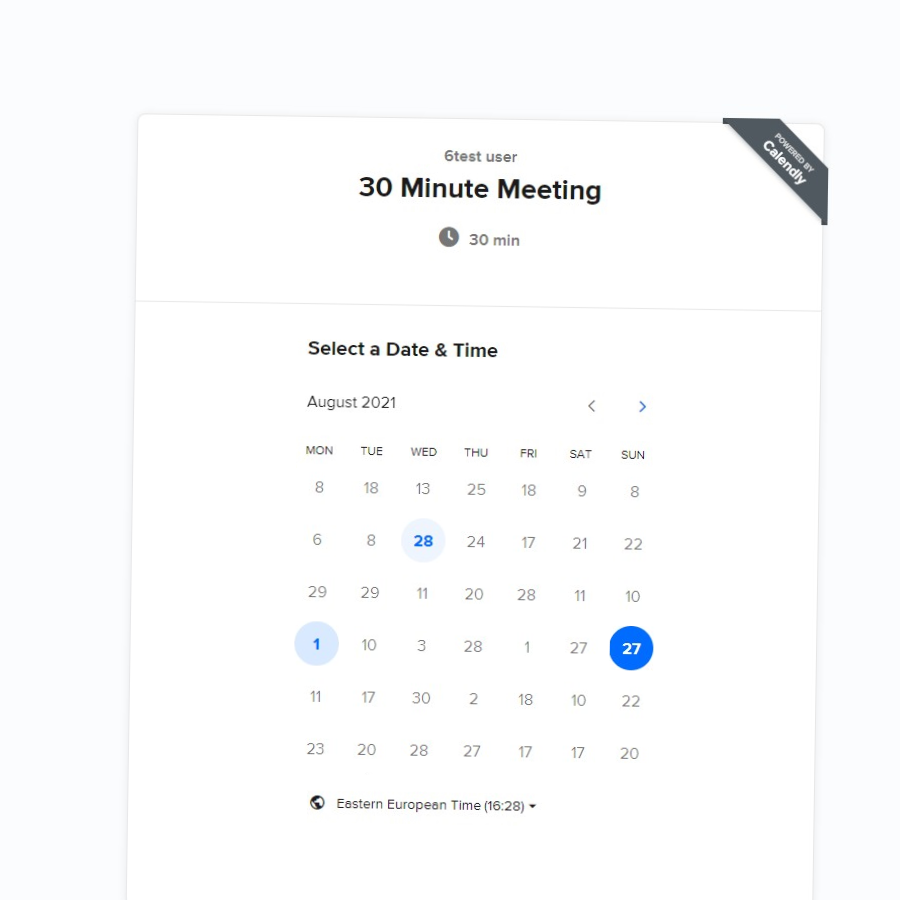 POWERED BY
Calendly
6test user
30 Minute Meeting
30 min
Select a Date & Time
August 2021
MON TUE WED THU FRI SAT SUN
8 18 13 25 18 9 8
6 8 28 24 17 21 22
29 29 11 20 28 11 10
1 10 3 28 1 27 27
11 17 30 2 18 10 22
23 20 28 27 17 17 20
Eastern European Time (16:28)